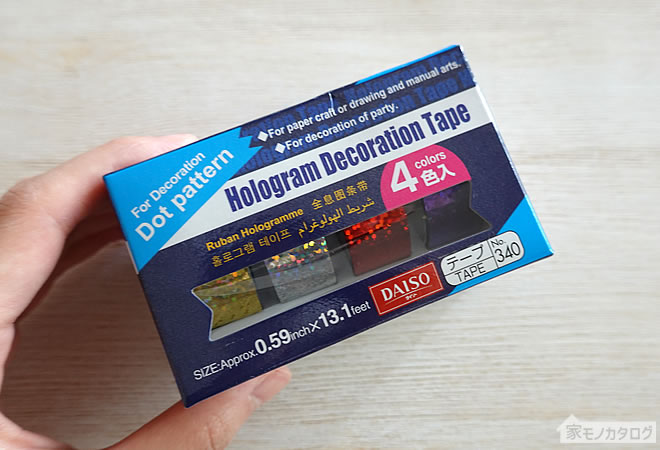 ◆For paper craft or drawing and manual arts.
◆For decoration of party.
For Decoration
Dot pattern
Hologram Decoration Tape
4 colors
色入
Ruban Hologramme 全息图条带
홀로그램 테이프 شريط الهولوغرام
DAISO
ダイソー
テープ
TAPE
No.
340
SIZE:Approx.0.59inch×13.1feet
家モノカタログ